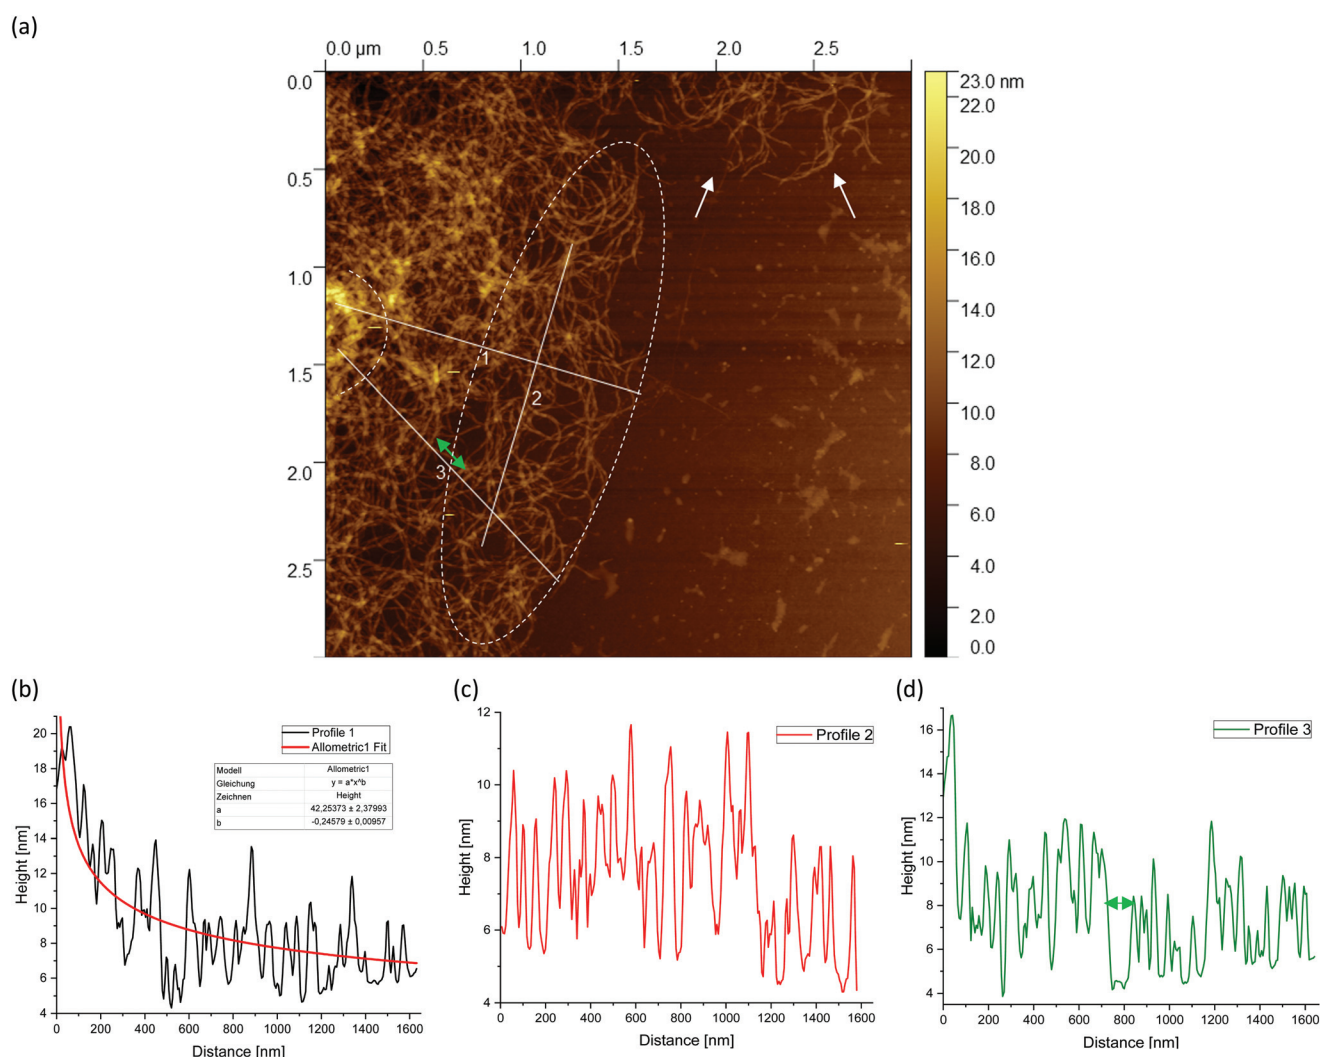 (a)
0.0 µm 0.5 1.0 1.5 2.0 2.5
0.0
0.5
1.0
1.5
2.0
2.5
1
2
3
23.0 nm
22.0
20.0
18.0
16.0
14.0
12.0
10.0
8.0
6.0
4.0
2.0
0.0
(b)
Height [nm]
20
18
16
14
12
10
8
6
4
0 200 400 600 800 1000 1200 1400 1600
Distance [nm]
Profile 1
Allometric1 Fit
Modell Allometric1
Gleichung y = a*x^b
Zeichnen Height
a 42,25373 ± 2,37993
b -0,24579 ± 0,00957
(c)
Height [nm]
12
10
8
6
4
0 200 400 600 800 1000 1200 1400 1600
Distance [nm]
Profile 2
(d)
Height [nm]
16
14
12
10
8
6
4
0 200 400 600 800 1000 1200 1400 1600
Distance [nm]
Profile 3